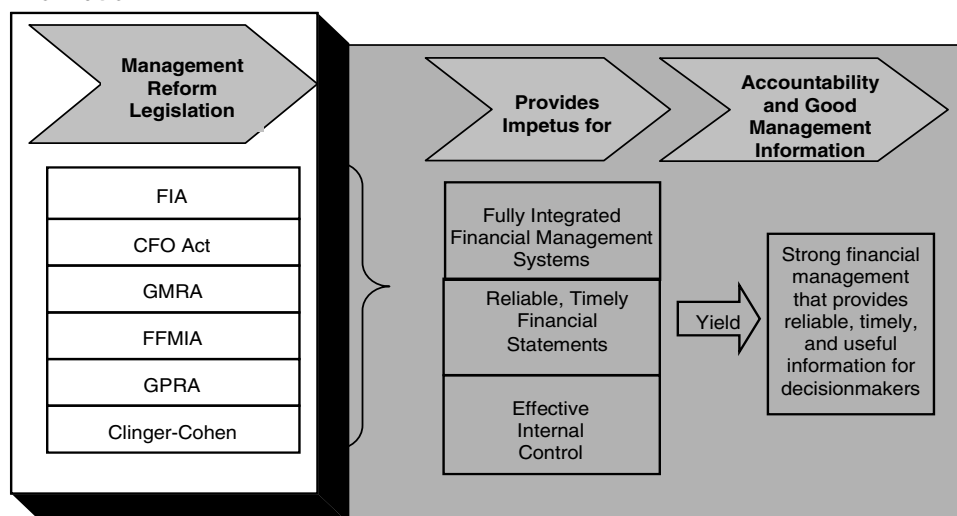 Management
Reform
Legislation
FIA
CFO Act
GMRA
FFMIA
GPRA
Clinger-Cohen
Provides
Impetus for
Fully Integrated
Financial Management
Systems
Reliable, Timely
Financial
Statements
Effective
Internal
Control
Yield
Accountability
and Good
Management
Information
Strong financial
management
that provides
reliable, timely,
and useful
information for
decisionmakers